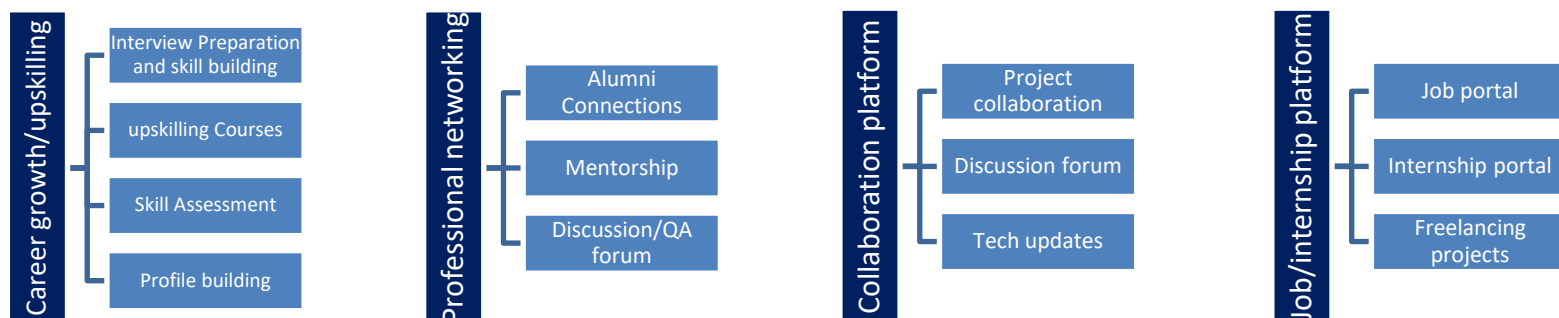 Career growth/upskilling
Interview Preparation
and skill building
upskilling Courses
Skill Assessment
Profile building
Professional networking
Alumni
Connections
Mentorship
Discussion/QA
forum
Collaboration platform
Project
collaboration
Discussion forum
Tech updates
Job/internship platform
Job portal
Internship portal
Freelancing
projects